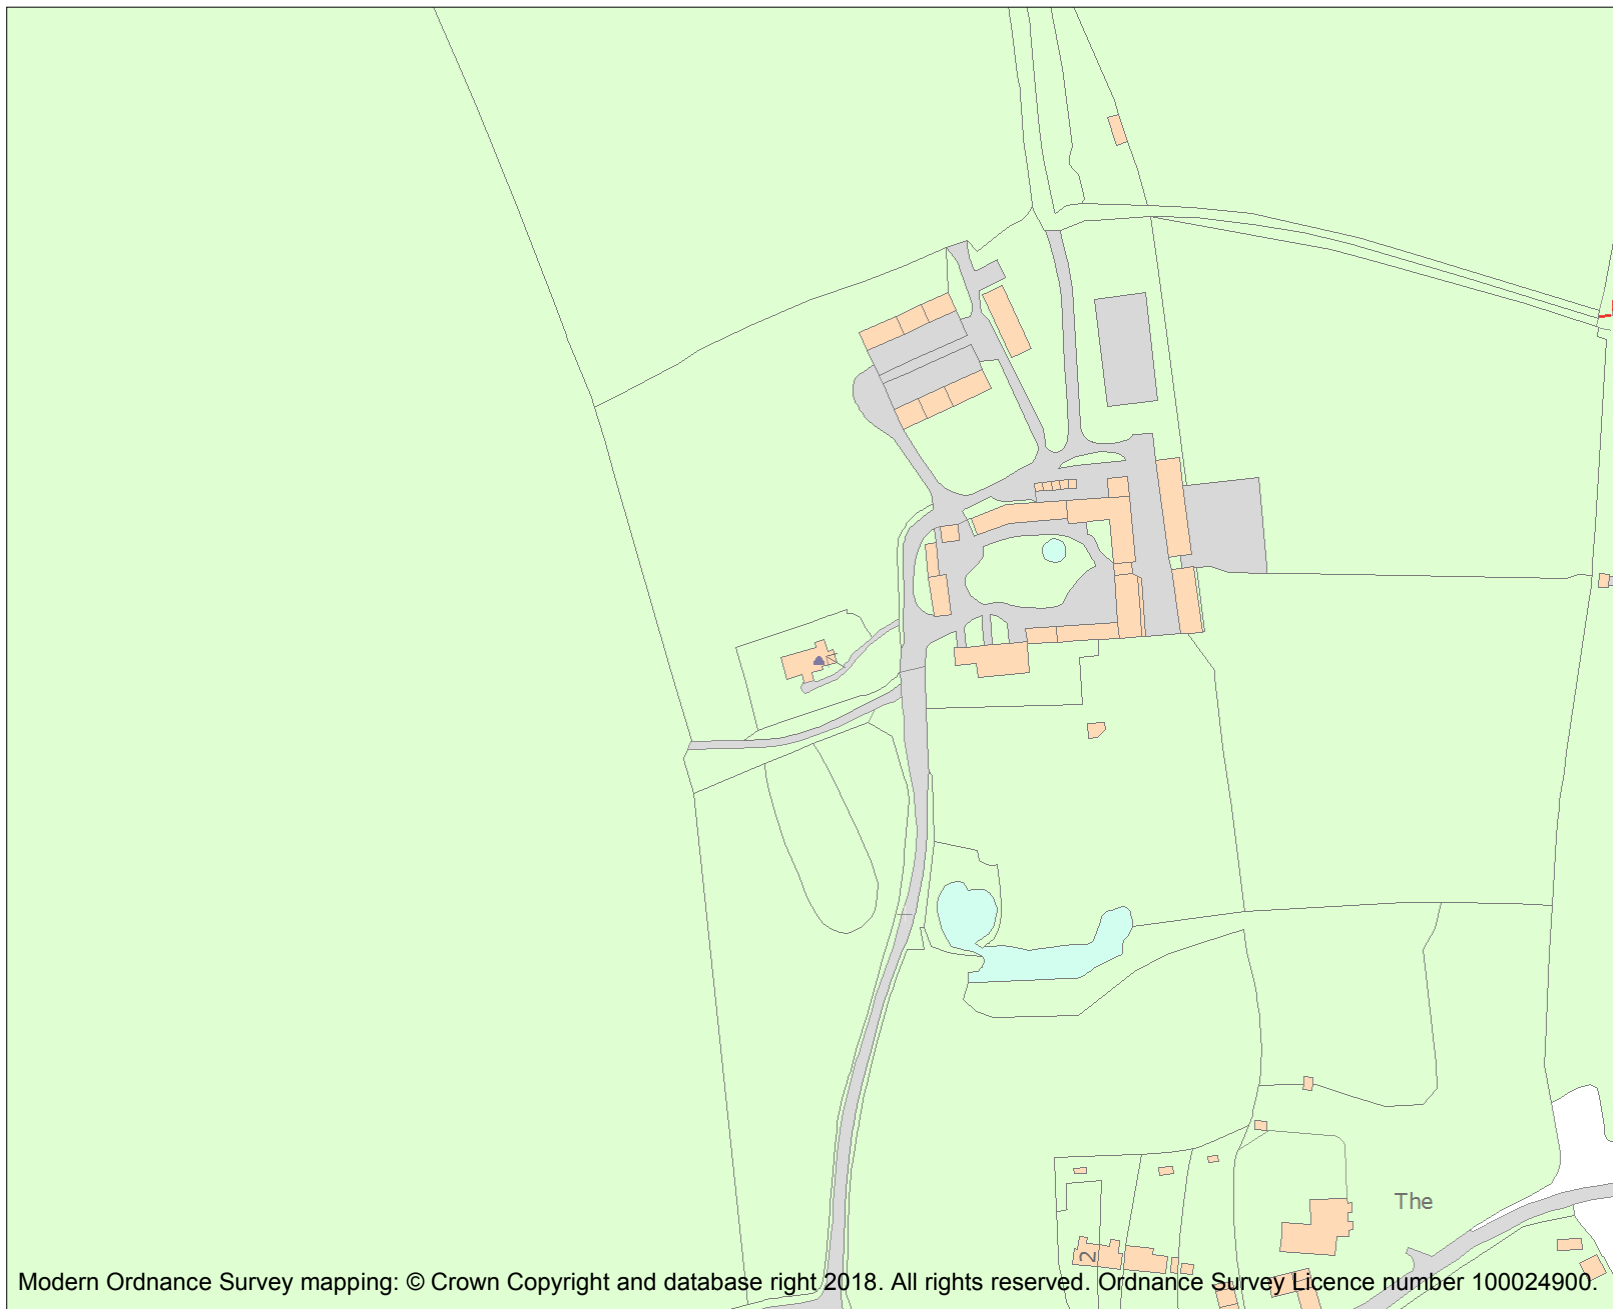 The
2
Modern Ordnance Survey mapping: © Crown Copyright and database right 2018. All rights reserved. Ordnance Survey Licence number 100024900.